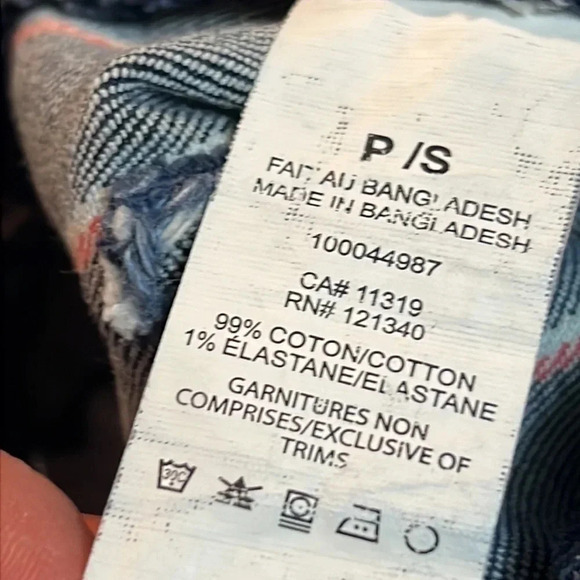 P /S
FAIT AU BANGLADESH
MADE IN BANGLADESH
100044987
CA# 11319
RN# 121340
99% COTON/COTTON
1% ÉLASTANE/ELASTANE
GARNITURES NON
COMPRISES/EXCLUSIVE OF
TRIMS
30C